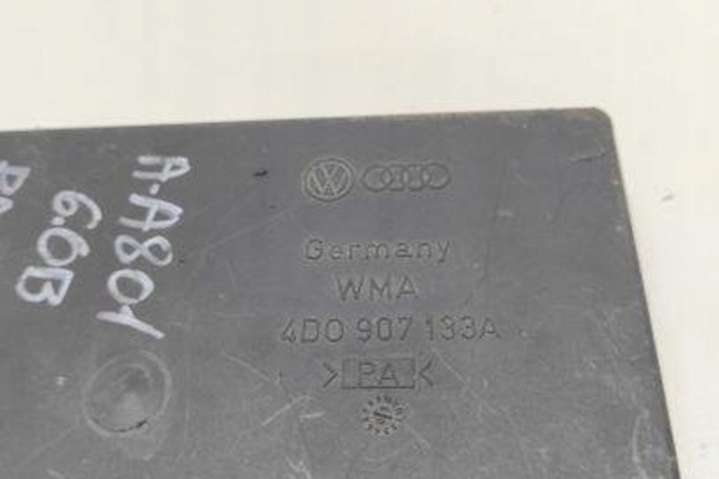 A-A801
6.6B
Germany
WMA
4D0 907 133A
>PA<